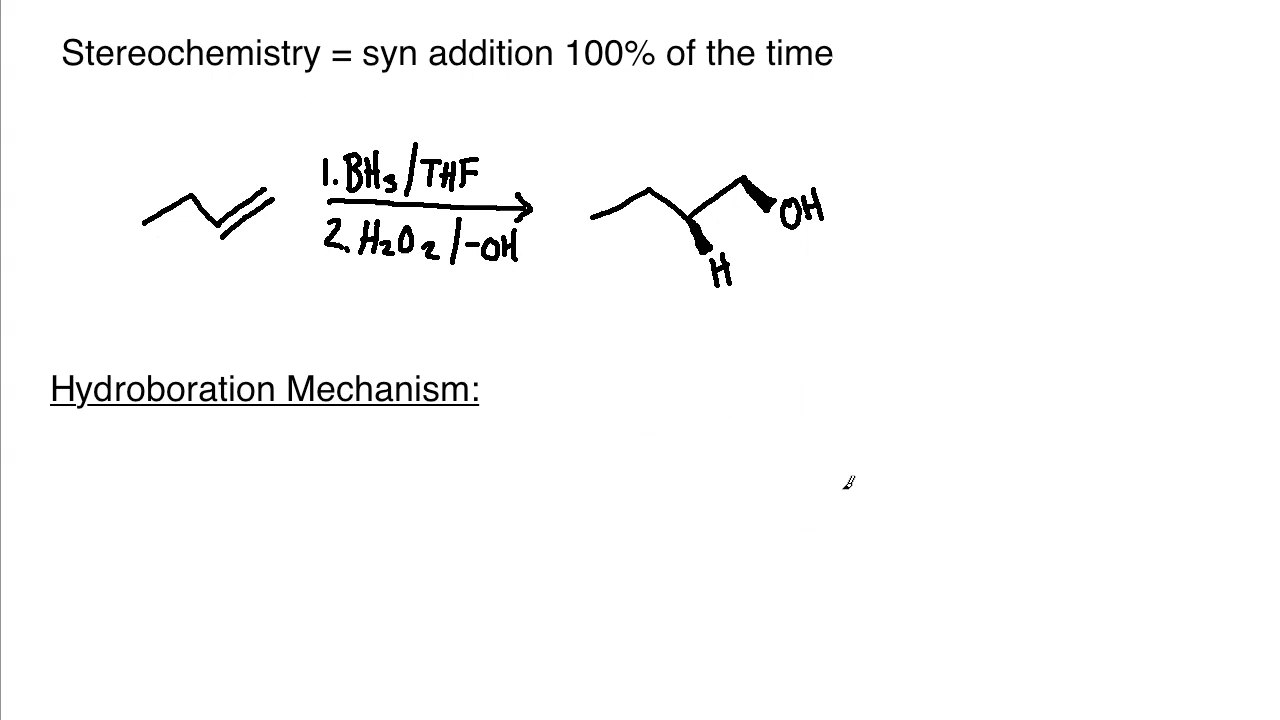 Stereochemistry = syn addition 100% of the time
1. BH₃/THF
2. H₂O₂/-OH
OH
H
Hydroboration Mechanism: